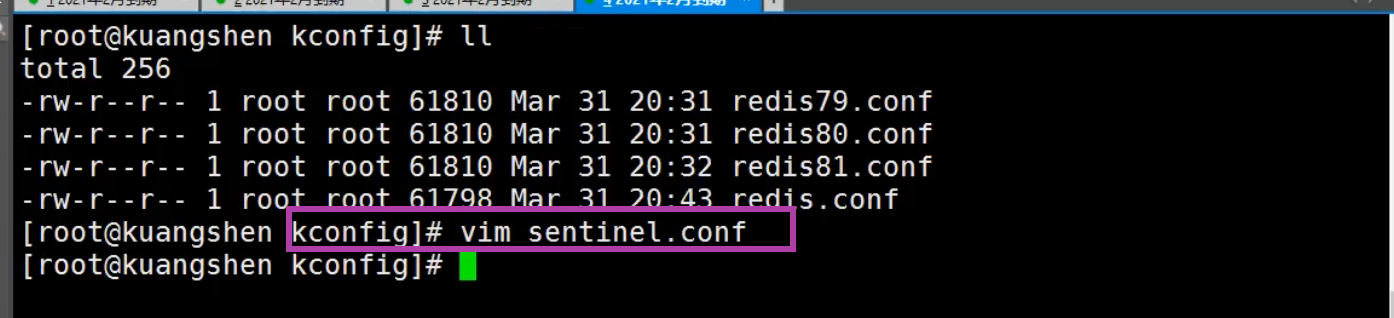 1 2021年2月到期
2 2021年2月到期
3 2021年2月到期
4 2021年2月到期
[root@kuangshen kconfig]# ll
total 256
-rw-r--r-- 1 root root 61810 Mar 31 20:31 redis79.conf
-rw-r--r-- 1 root root 61810 Mar 31 20:31 redis80.conf
-rw-r--r-- 1 root root 61810 Mar 31 20:32 redis81.conf
-rw-r--r-- 1 root root 61798 Mar 31 20:43 redis.conf
[root@kuangshen kconfig]# vim sentinel.conf
[root@kuangshen kconfig]#